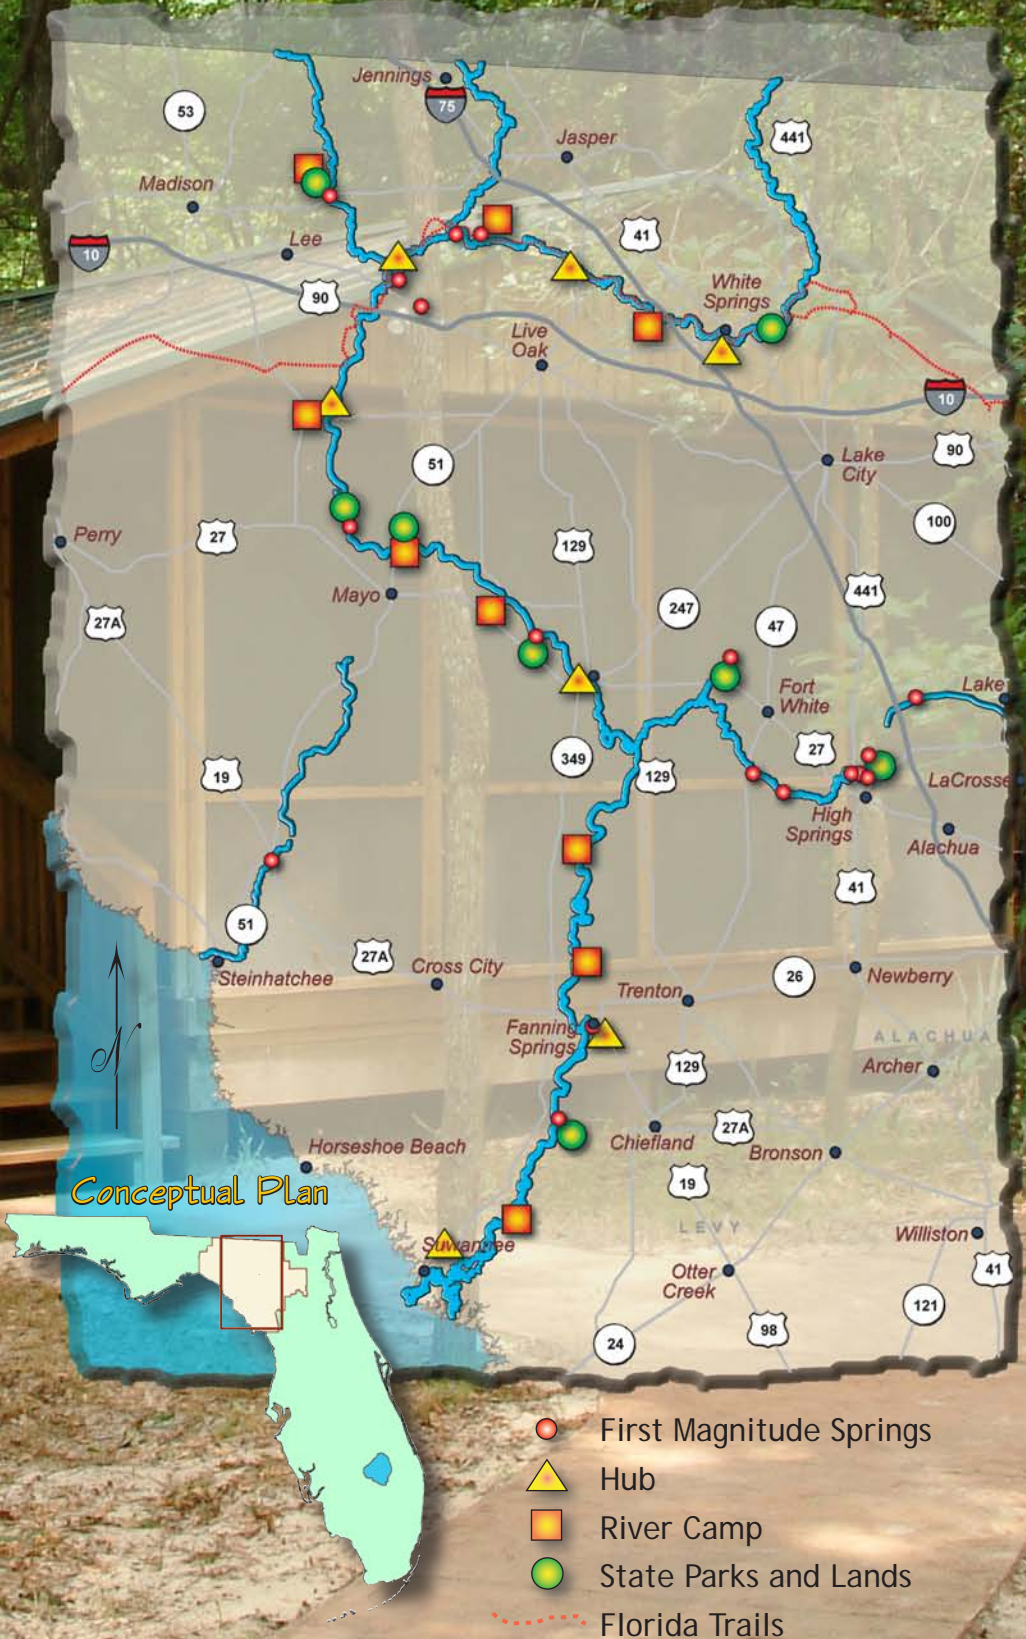 Jennings
75
53
Jasper
441
Madison
41
Lee
10
90
White
Springs
Live
Oak
10
90
51
Lake
City
Perry
27
100
129
Mayo
441
27A
247
47
Fort
White
Lake
349
27
19
129
LaCrosse
High
Springs
Alachua
41
51
27A
Cross City
Steinhatchee
26
Newberry
Trenton
Fanning
Springs
ALACHUA
N
129
Archer
Chiefland
27A
Horseshoe Beach
Bronson
19
Conceptual Plan
LEVY
Suwannee
Williston
Otter
Creek
41
121
98
24
First Magnitude Springs
Hub
River Camp
State Parks and Lands
Florida Trails